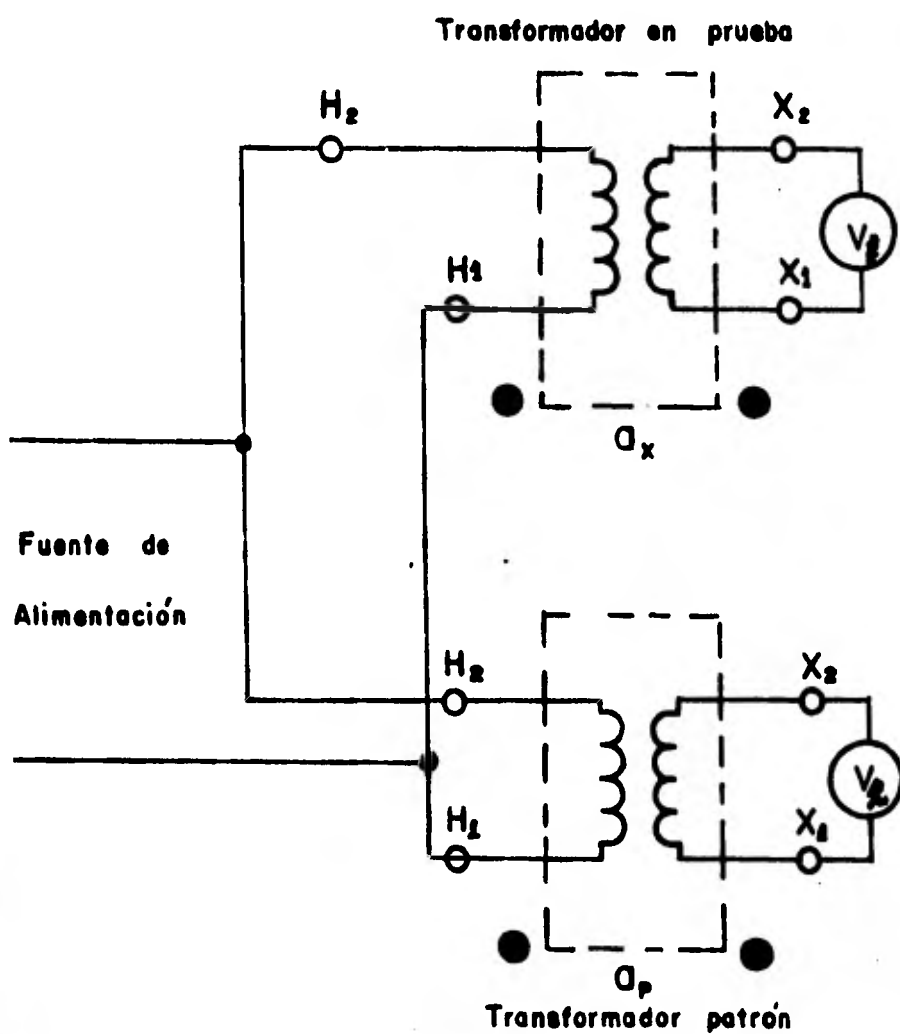 Transformador en prueba
H₂
X₂
H1
X₁
V
aₓ
Fuente de
Alimentación
H₂
X₂
V
H₁
X₁
aₚ
Transformador patrón